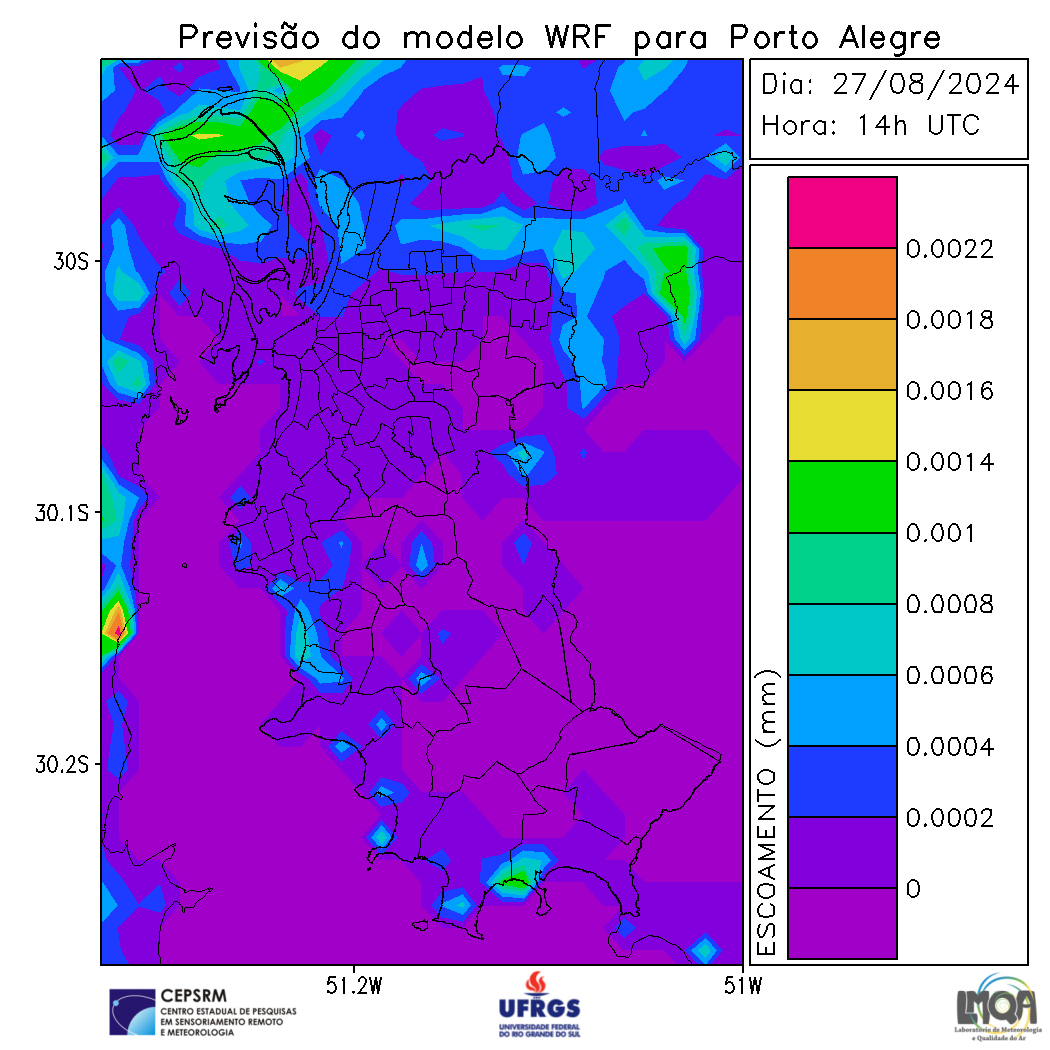 Previsão do modelo WRF para Porto Alegre
Dia: 27/08/2024
Hora: 14h UTC
30S
30.1S
30.2S
51.2W
51W
ESCOAMENTO (mm)
0.0022
0.0018
0.0016
0.0014
0.001
0.0008
0.0006
0.0004
0.0002
0
CEPSRM
CENTRO ESTADUAL DE PESQUISAS
EM SENSORIAMENTO REMOTO
E METEOROLOGIA
UFRGS
UNIVERSIDADE FEDERAL
DO RIO GRANDE DO SUL
LMQA
Laboratório de Meteorologia
e Qualidade do Ar